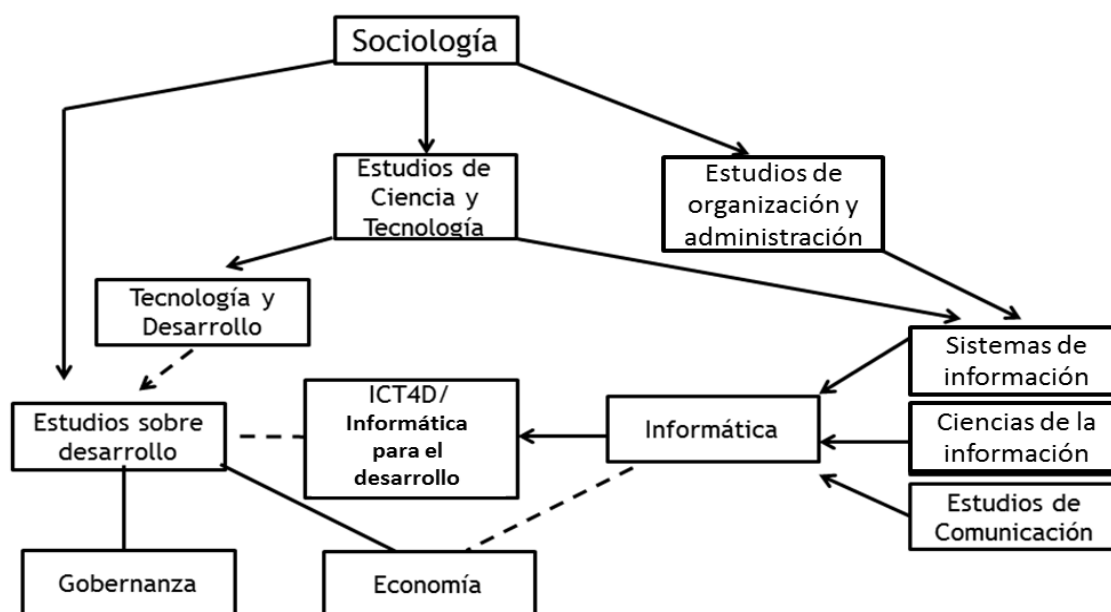 Sociología
Estudios de
Ciencia y
Tecnología
Estudios de
organización y
administración
Tecnología y
Desarrollo
Sistemas de
información
ICT4D/
Informática
para el
desarrollo
Informática
Estudios sobre
desarrollo
Ciencias de la
información
Estudios de
Comunicación
Gobernanza
Economía